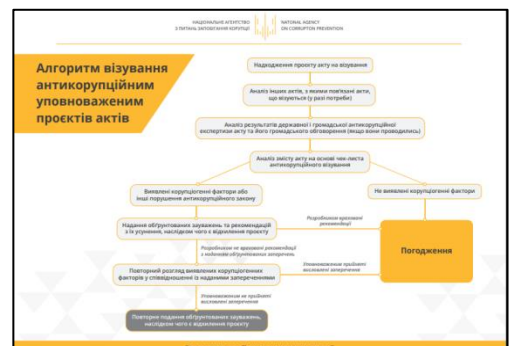 НАЦІОНАЛЬНЕ АГЕНТСТВО
З ПИТАНЬ ЗАПОБІГАННЯ КОРУПЦІЇ
NATIONAL AGENCY
ON CORRUPTION PREVENTION
Алгоритм візування
антикорупційним
уповноваженим
проєктів актів
Надходження проєкту акту на візування
Аналіз інших актів, з якими пов'язані акти,
що візуються (у разі потреби)
Аналіз результатів державної і громадської антикорупційної
експертизи акту та його громадського обговорення (якщо вони проводились)
Аналіз змісту акту на основі чек-листа
антикорупційного візування
Виявлені корупціогенні фактори або
інші порушення антикорупційного закону
Не виявлені корупціогенні фактори
Надання обґрунтованих зауважень та рекомендацій
з їх усунення, наслідком чого є відхилення проєкту
Розробником враховані
рекомендації
Погодження
Розробником не враховані рекомендації
з наданням обґрунтованих заперечень
Повторний розгляд виявлених корупціогенних
факторів у співвідношенні із наданими запереченнями
Уповноваженим прийняті
висловлені заперечення
Уповноваженим не прийняті
висловлені заперечення
Повторне подання обґрунтованих зауважень,
наслідком чого є відхилення проєкту